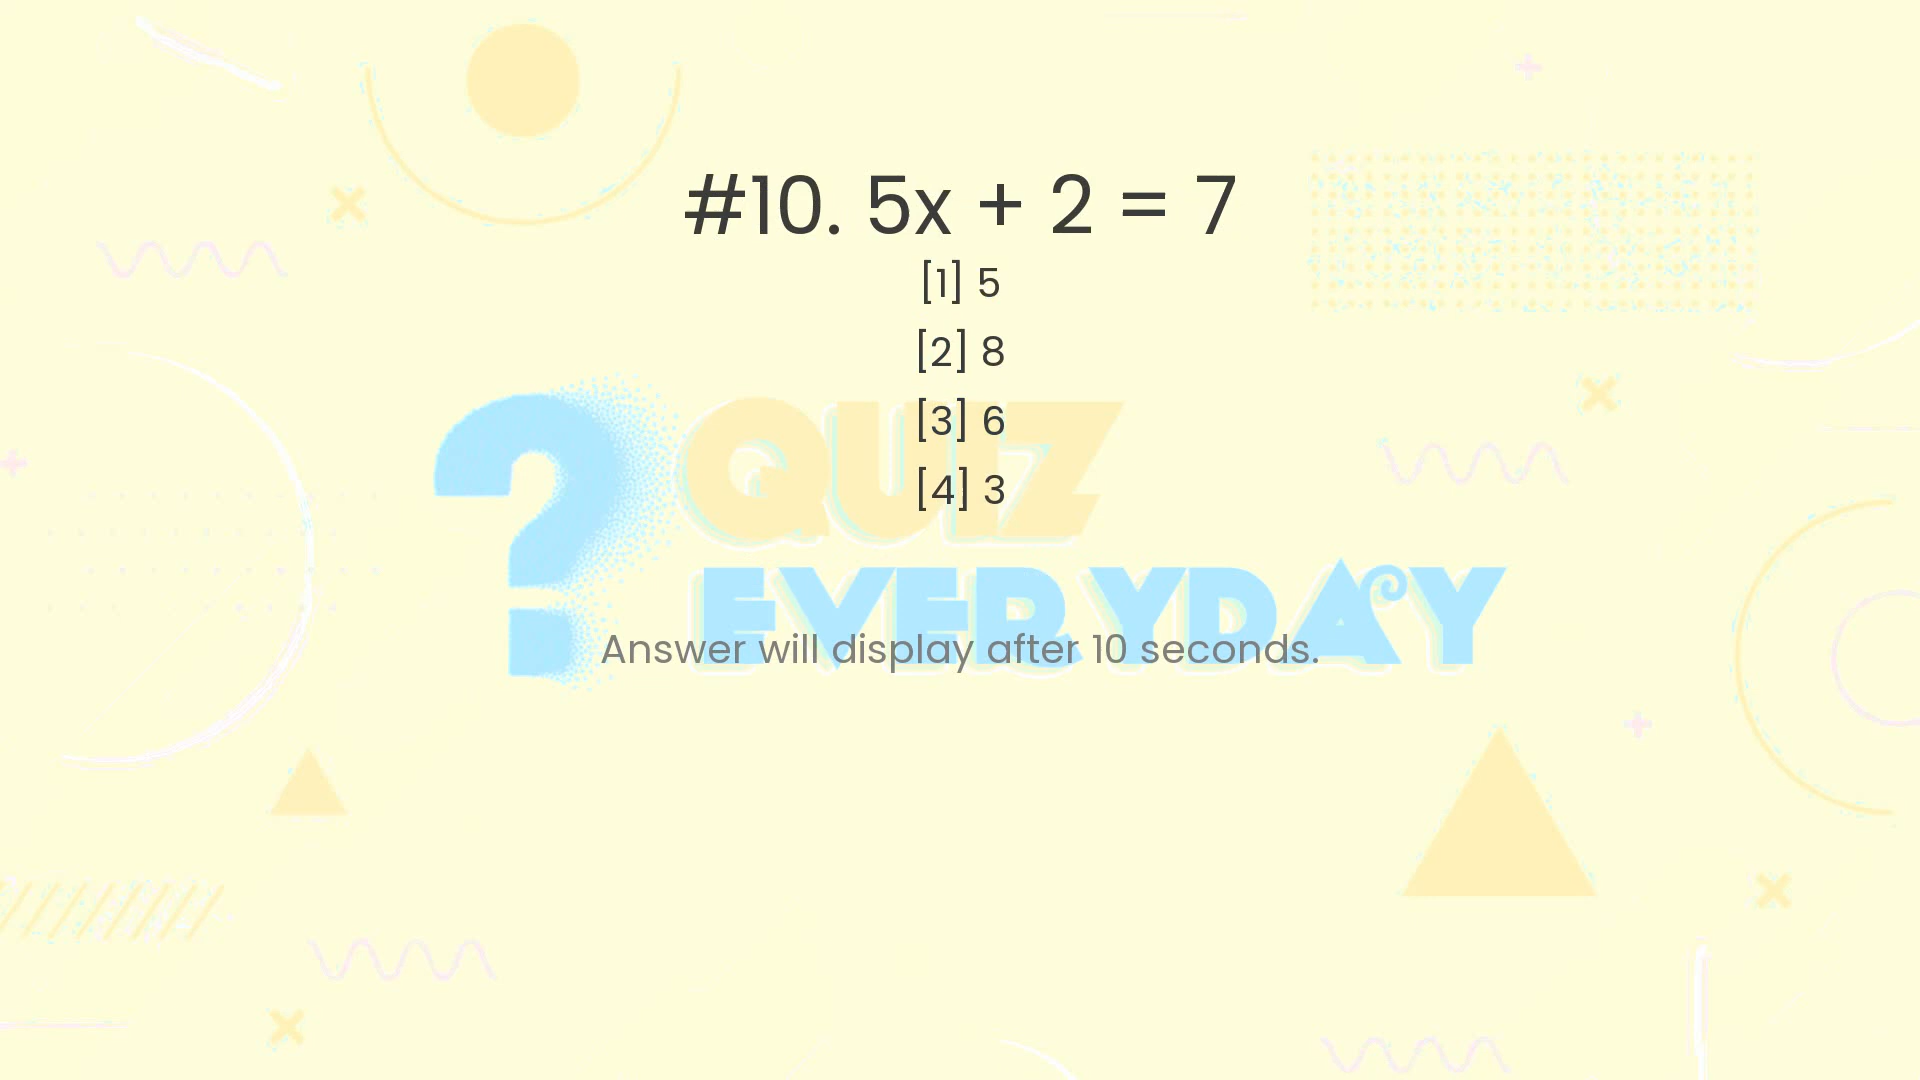 #10. 5x + 2 = 7
[1] 5
[2] 8
[3] 6
[4] 3
? QUIZ
EVERYDAY
Answer will display after 10 seconds.